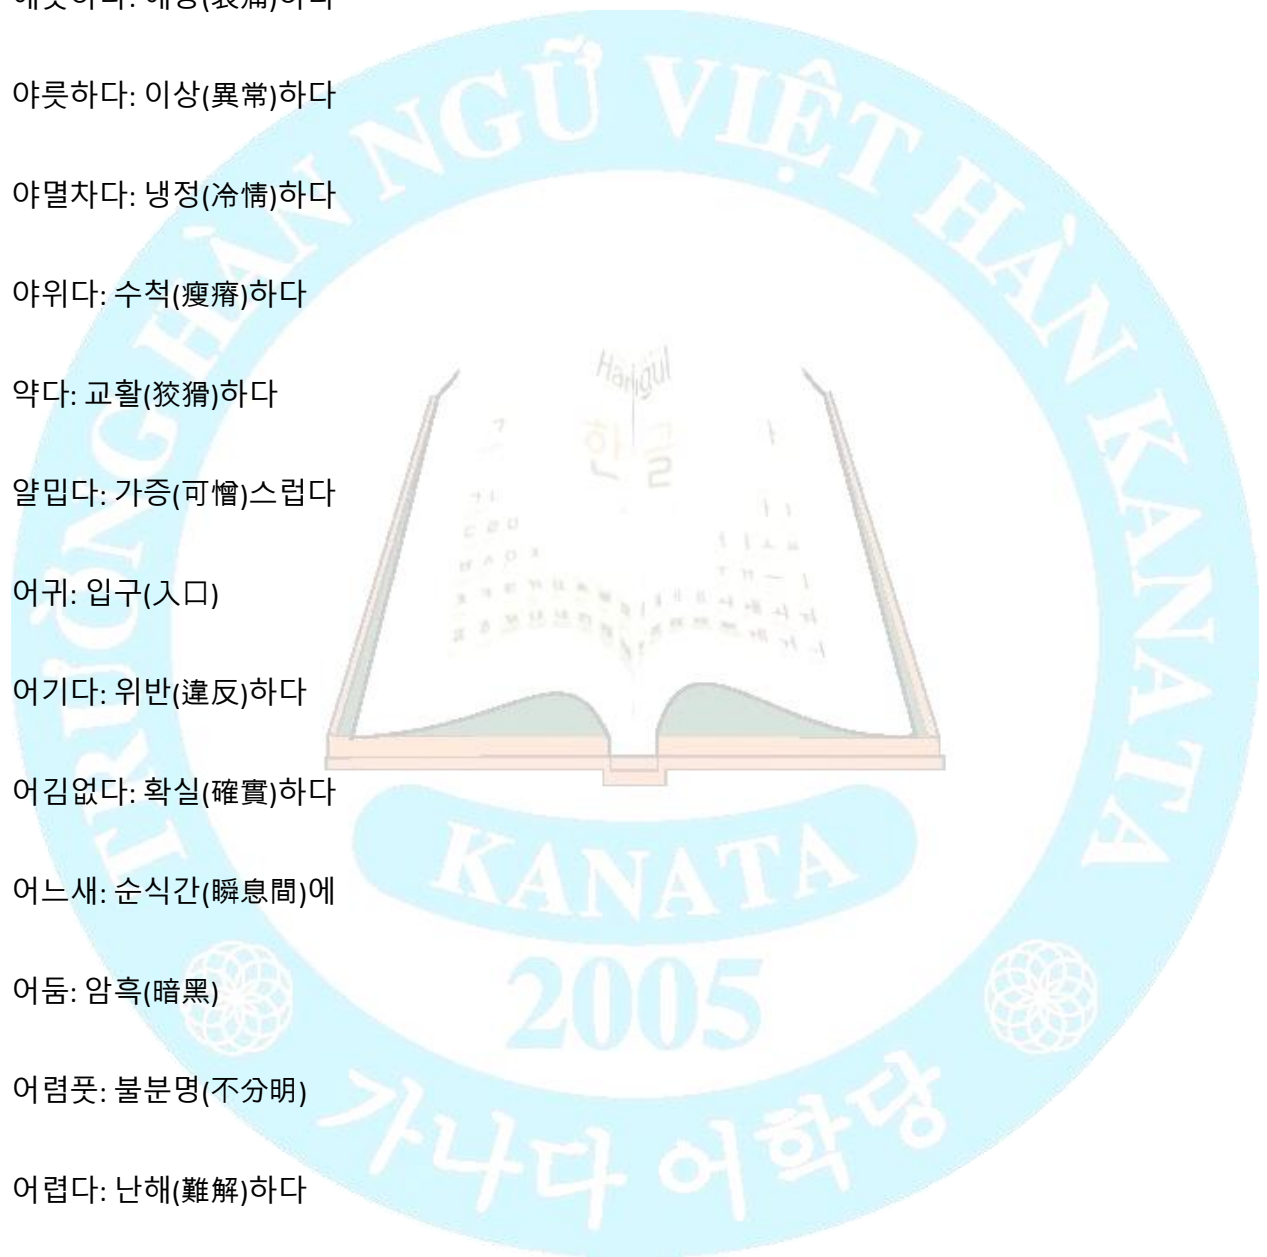 야릇하다: 이상(異常)하다
야멸차다: 냉정(冷情)하다
야위다: 수척(瘦瘠)하다
약다: 교활(狡猾)하다
얄밉다: 가증(可憎)스럽다
어귀: 입구(入口)
어기다: 위반(違反)하다
어김없다: 확실(確實)하다
어느새: 순식간(瞬息間)에
어둠: 암흑(暗黑)
어렴풋: 불분명(不分明)
어렵다: 난해(難解)하다
TRƯỜNG HÀN NGỮ VIỆT HÀN KANATA
Hangul
한글
KANATA
2005
가나다 어학당